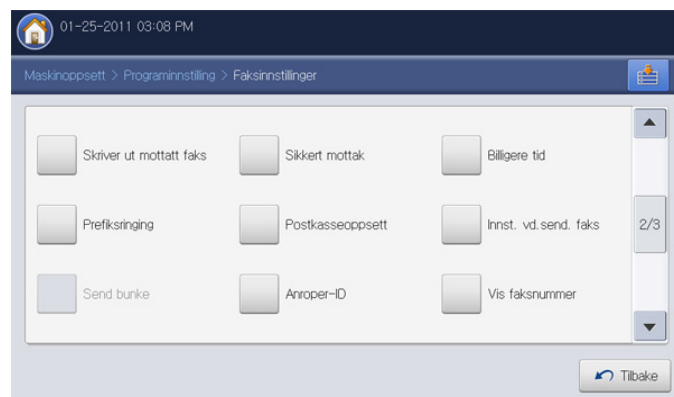 01-25-2011 03:08 PM
Maskinoppsett > Programinnstilling > Faksinnstilinger
Skriver ut mottatt faks Sikkert mottak Billigere tid
Prefiksringing Postkasseoppsett Innst. vd.send. faks
2/3
Send bunke Anroper-ID Vis faksnummer
Tilbake